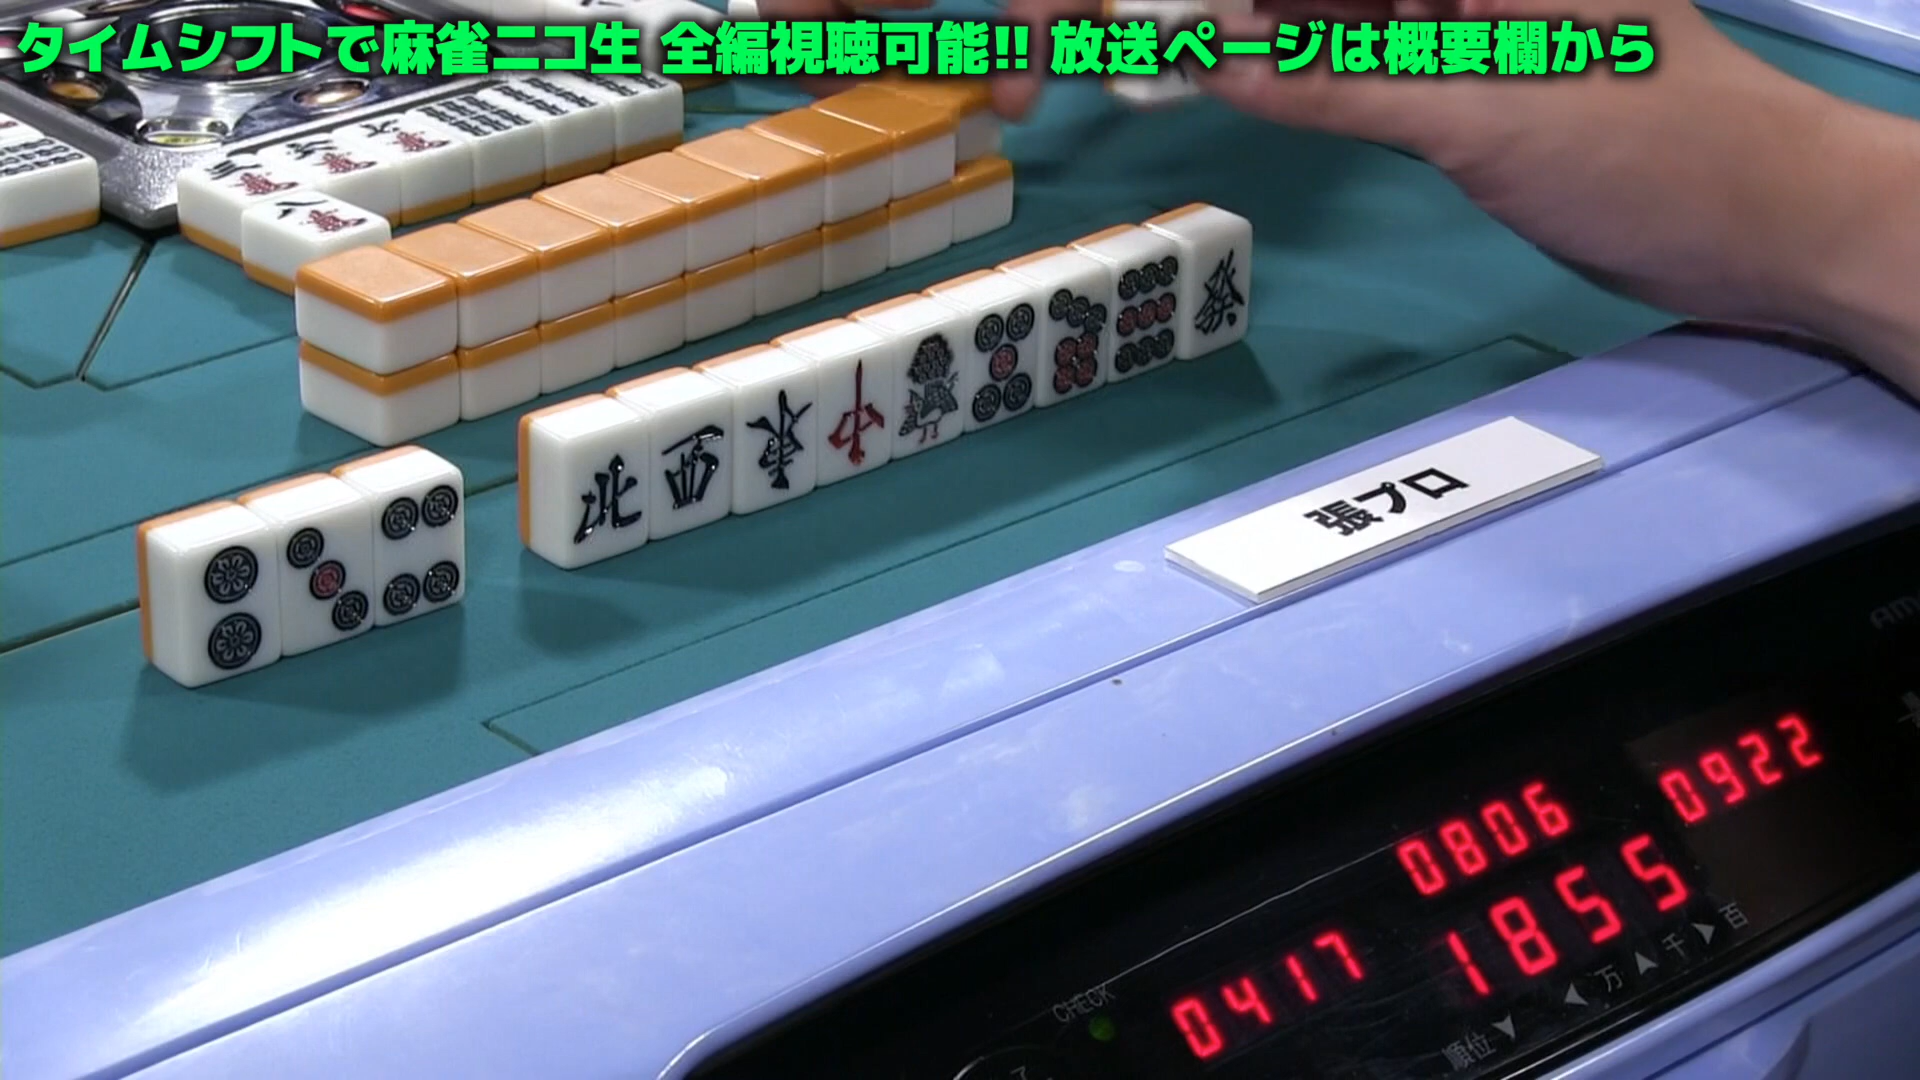 タイムシフトで麻雀ニコ生 全編視聴可能!! 放送ページは概要欄から
北
西
東
中
發
張プロ
0922
0806
1855
0417
CHECK
順位
万
千
百